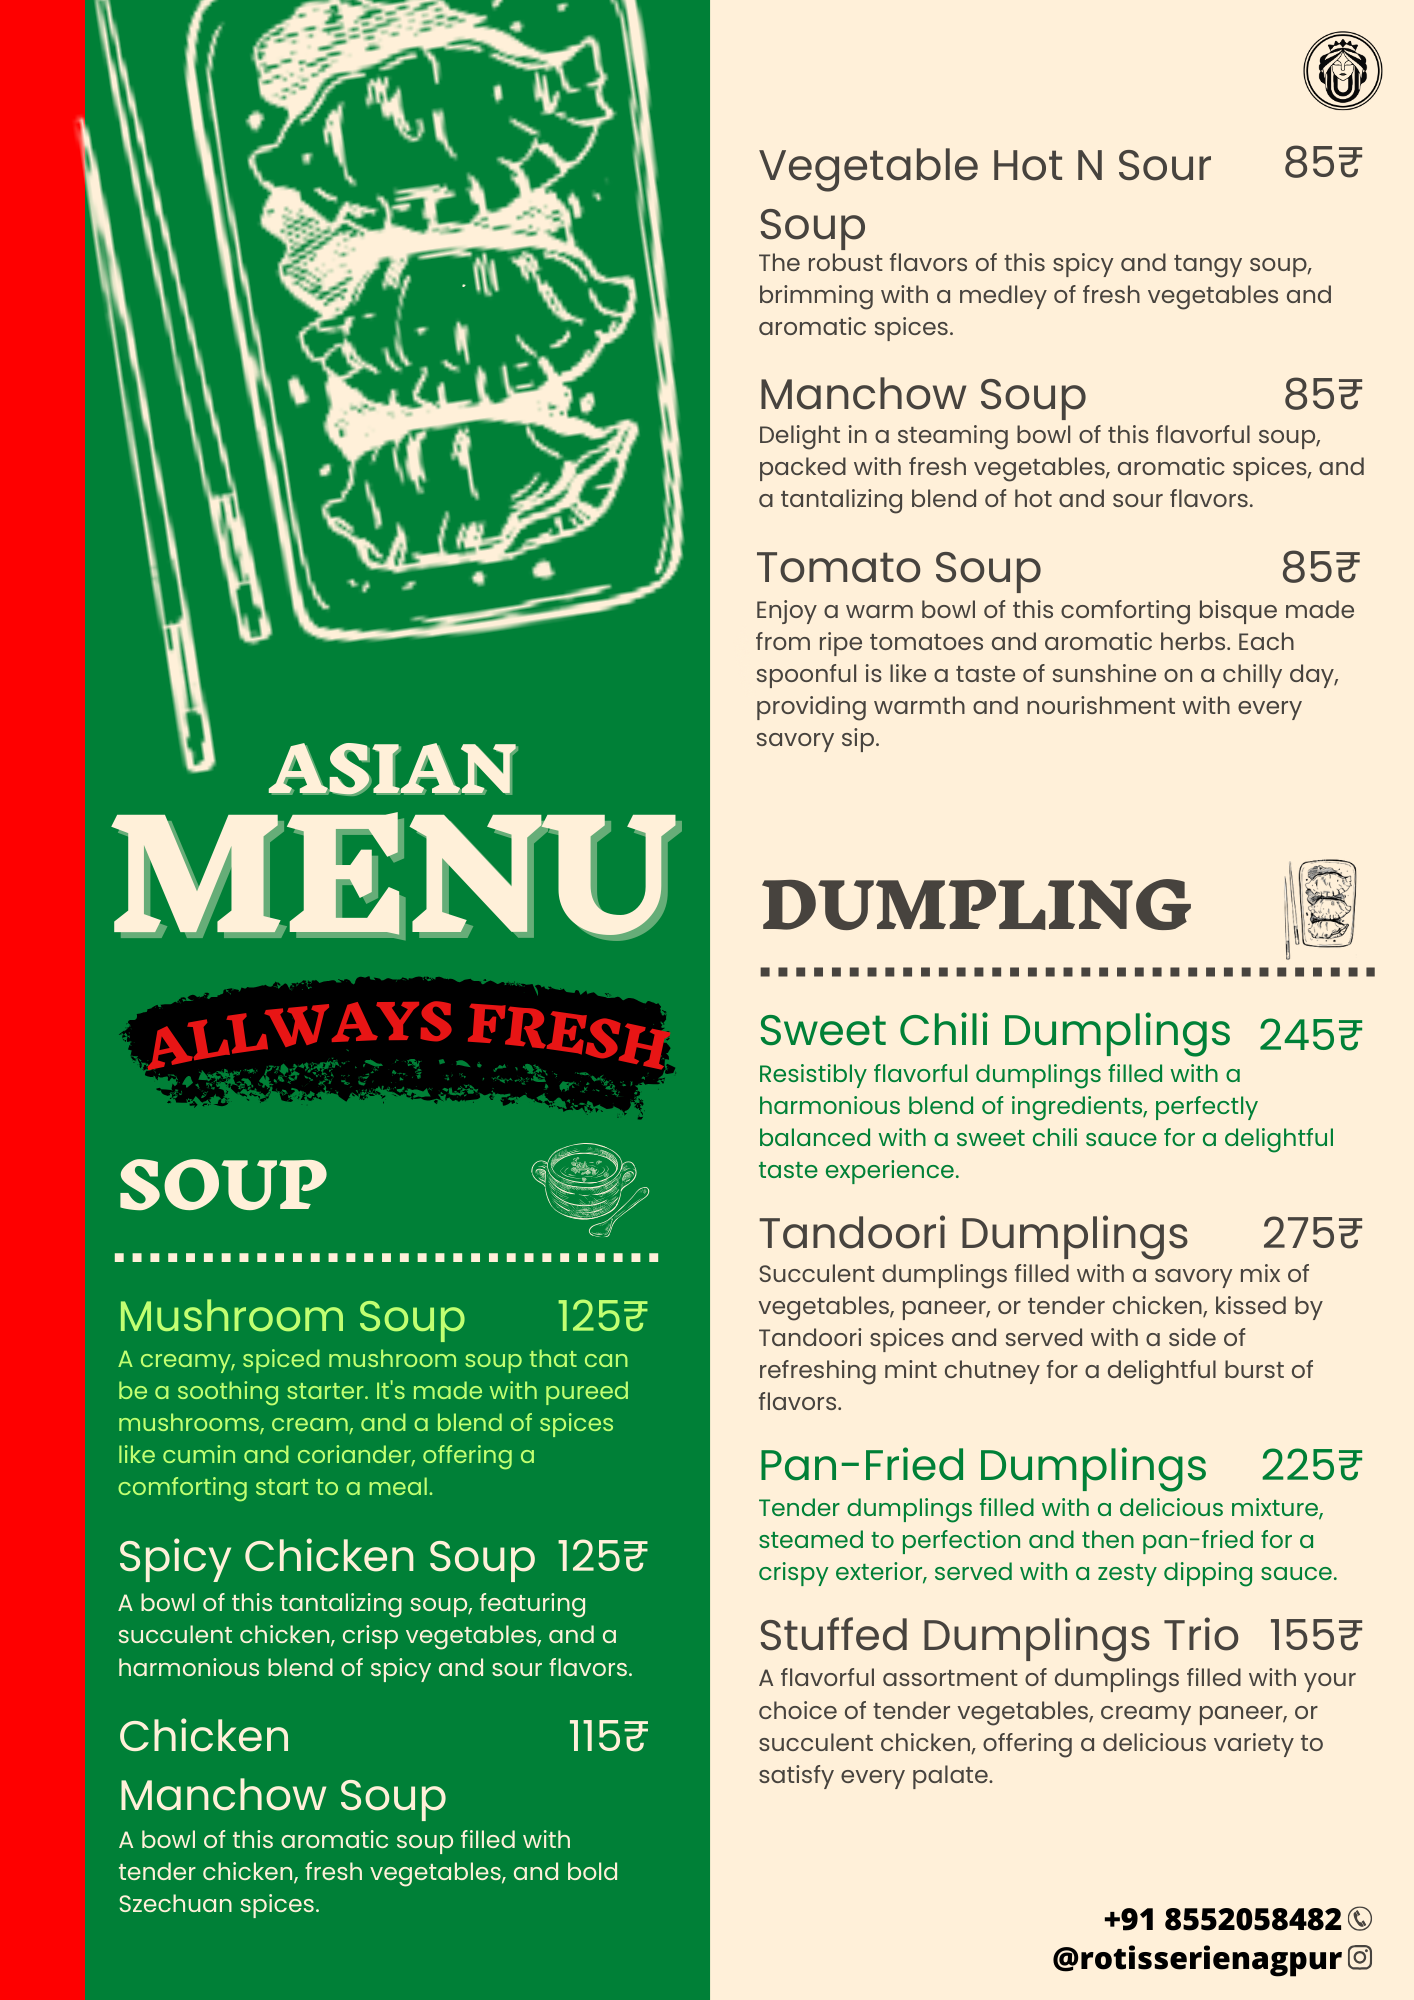 ASIAN
MENU
ALLWAYS FRESH
SOUP
Mushroom Soup 125₹
A creamy, spiced mushroom soup that can
be a soothing starter. It's made with pureed
mushrooms, cream, and a blend of spices
like cumin and coriander, offering a
comforting start to a meal.
Spicy Chicken Soup 125₹
A bowl of this tantalizing soup, featuring
succulent chicken, crisp vegetables, and a
harmonious blend of spicy and sour flavors.
Chicken 115₹
Manchow Soup
A bowl of this aromatic soup filled with
tender chicken, fresh vegetables, and bold
Szechuan spices.
Vegetable Hot N Sour 85₹
Soup
The robust flavors of this spicy and tangy soup,
brimming with a medley of fresh vegetables and
aromatic spices.
Manchow Soup 85₹
Delight in a steaming bowl of this flavorful soup,
packed with fresh vegetables, aromatic spices, and
a tantalizing blend of hot and sour flavors.
Tomato Soup 85₹
Enjoy a warm bowl of this comforting bisque made
from ripe tomatoes and aromatic herbs. Each
spoonful is like a taste of sunshine on a chilly day,
providing warmth and nourishment with every
savory sip.
DUMPLING
Sweet Chili Dumplings 245₹
Resistibly flavorful dumplings filled with a
harmonious blend of ingredients, perfectly
balanced with a sweet chili sauce for a delightful
taste experience.
Tandoori Dumplings 275₹
Succulent dumplings filled with a savory mix of
vegetables, paneer, or tender chicken, kissed by
Tandoori spices and served with a side of
refreshing mint chutney for a delightful burst of
flavors.
Pan-Fried Dumplings 225₹
Tender dumplings filled with a delicious mixture,
steamed to perfection and then pan-fried for a
crispy exterior, served with a zesty dipping sauce.
Stuffed Dumplings Trio 155₹
A flavorful assortment of dumplings filled with your
choice of tender vegetables, creamy paneer, or
succulent chicken, offering a delicious variety to
satisfy every palate.
+91 8552058482
@rotisserienagpur